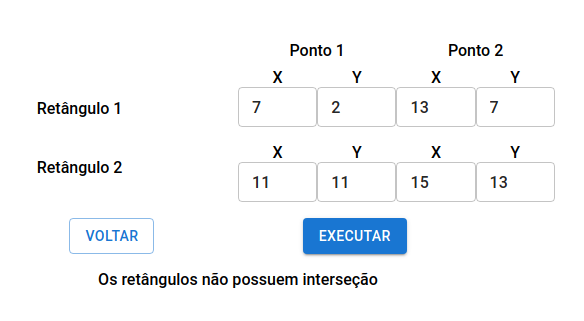 Ponto 1 Ponto 2
X Y X Y
Retângulo 1 7 2 13 7
X Y X Y
Retângulo 2 11 11 15 13
VOLTAR EXECUTAR
Os retângulos não possuem interseção